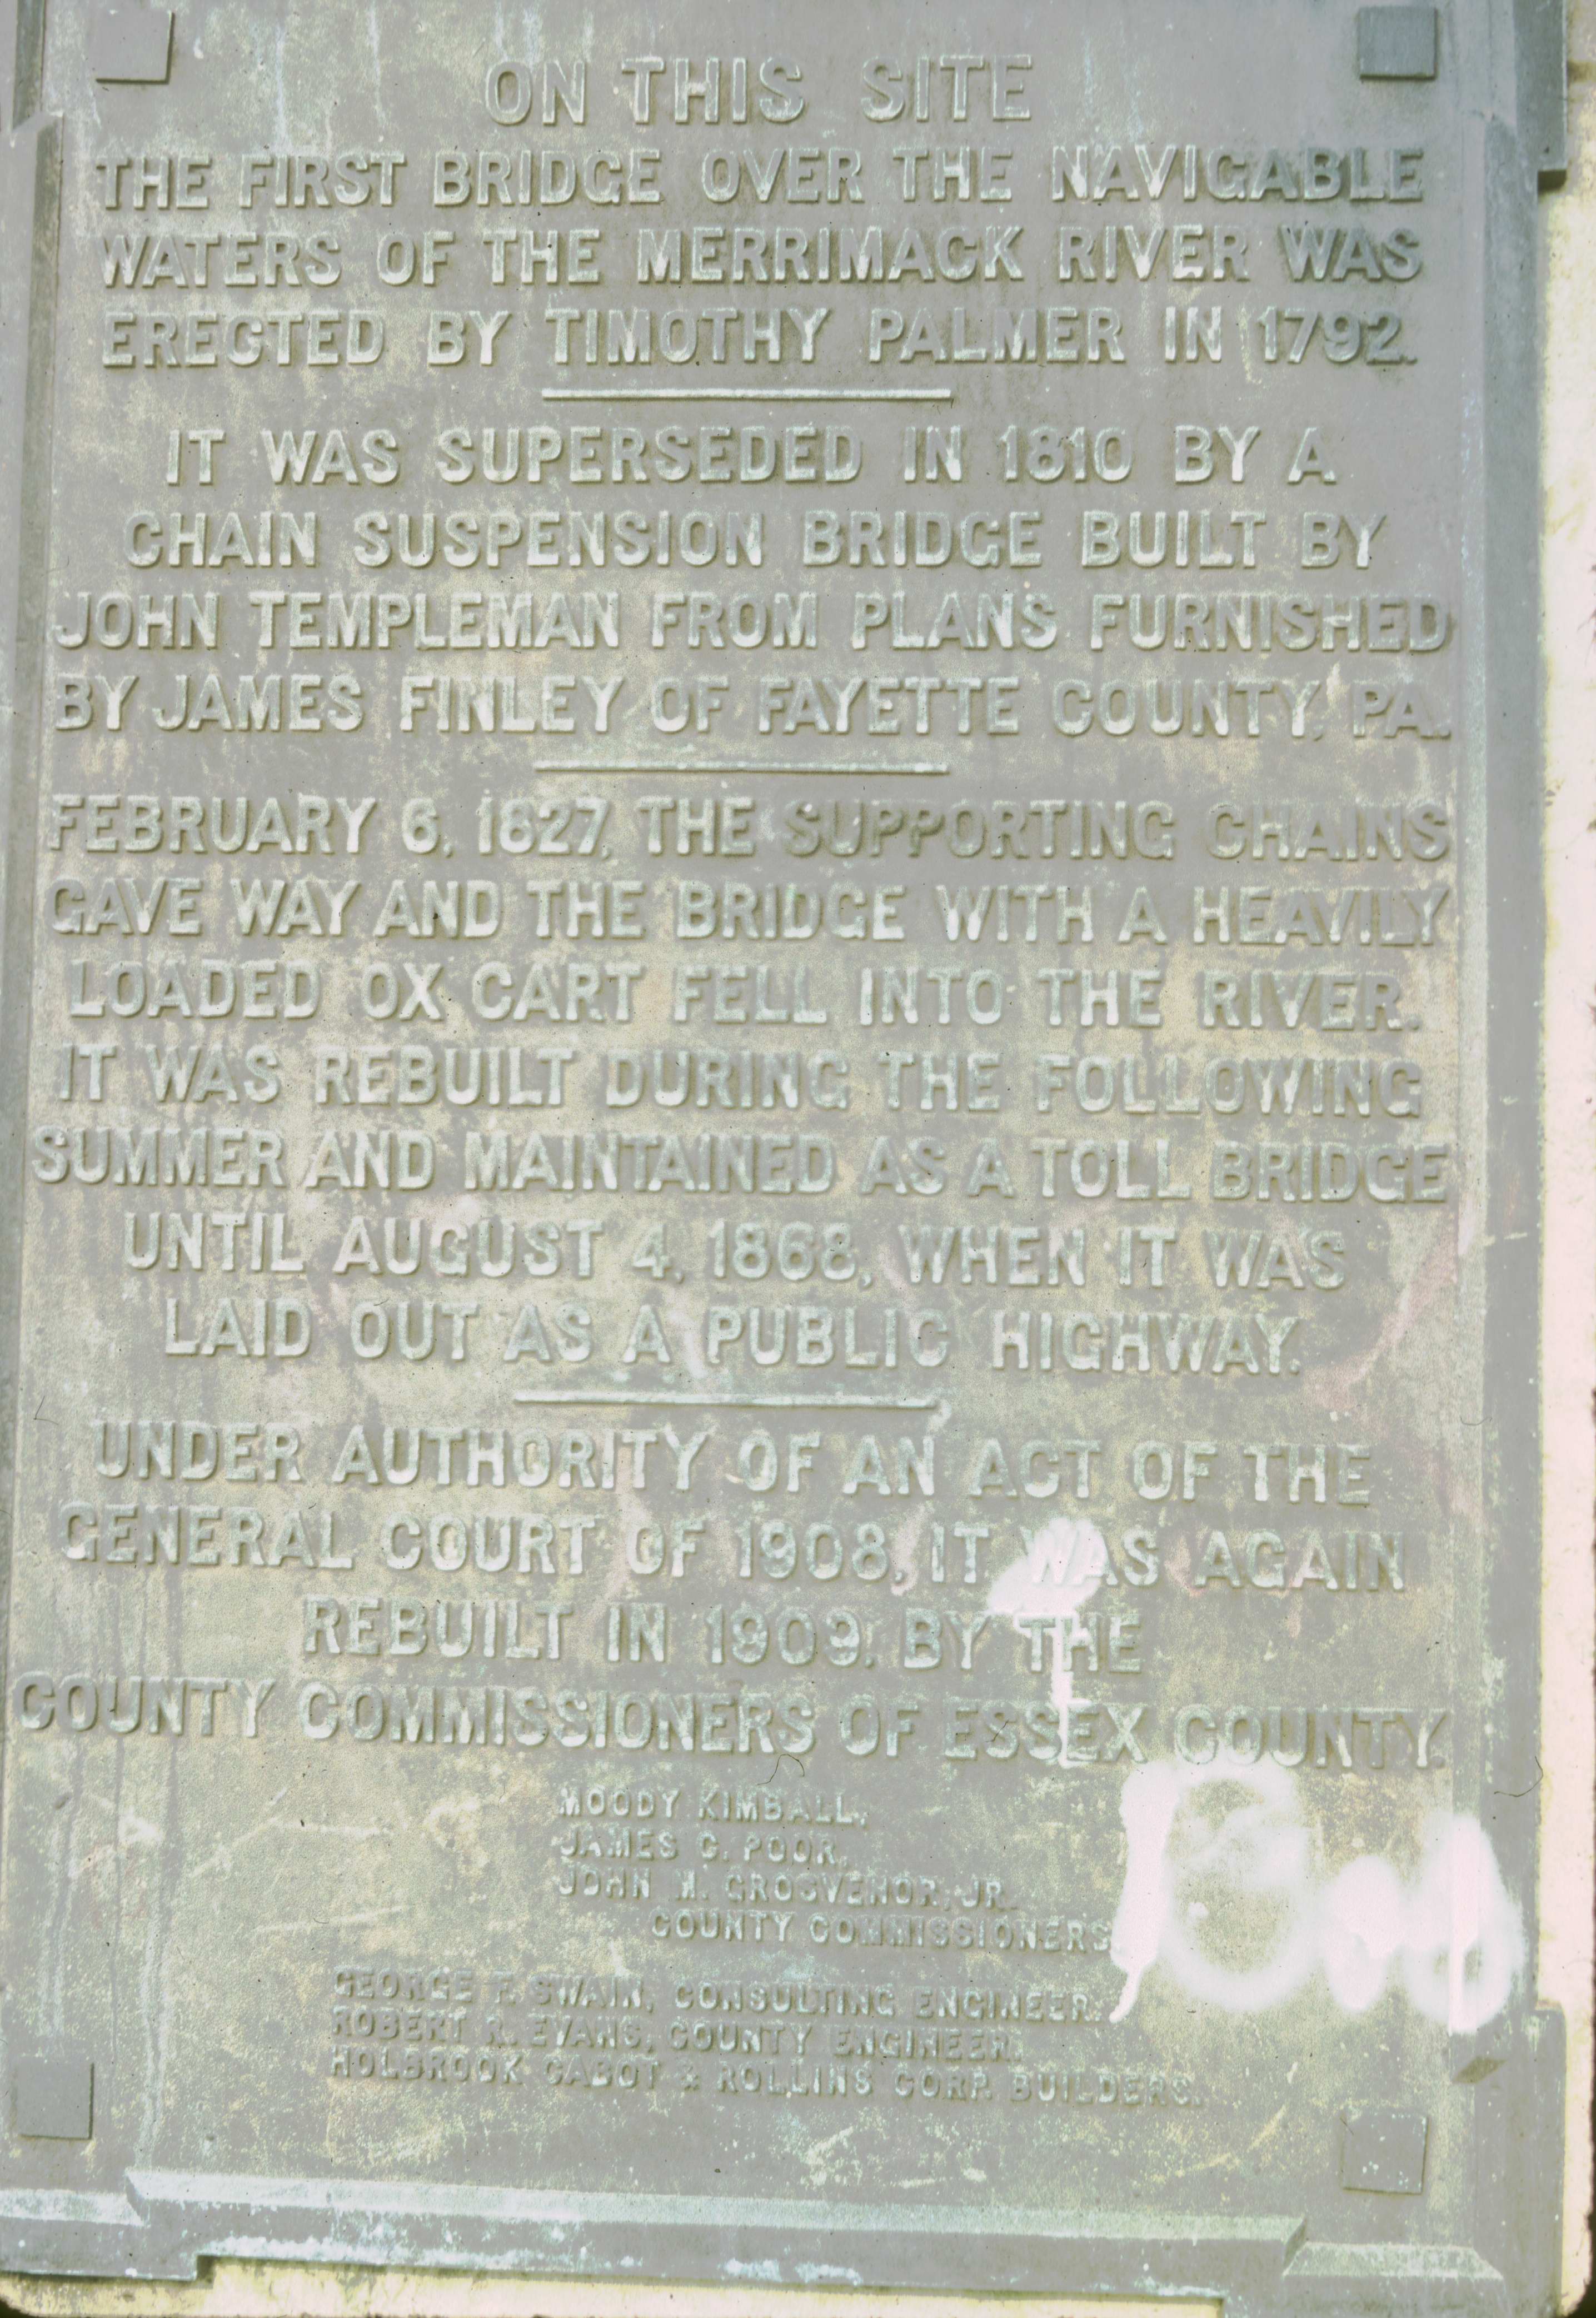 ON THIS SITE
THE FIRST BRIDGE OVER THE NAVIGABLE
WATERS OF THE MERRIMACK RIVER WAS
ERECTED BY TIMOTHY PALMER IN 1792.
IT WAS SUPERSEDED IN 1810 BY A
CHAIN SUSPENSION BRIDGE BUILT BY
JOHN TEMPLEMAN FROM PLANS FURNISHED
BY JAMES FINLEY OF FAYETTE COUNTY, PA.
FEBRUARY 6, 1827, THE SUPPORTING CHAINS
GAVE WAY AND THE BRIDGE WITH A HEAVILY
LOADED OX CART FELL INTO THE RIVER.
IT WAS REBUILT DURING THE FOLLOWING
SUMMER AND MAINTAINED AS A TOLL BRIDGE
UNTIL AUGUST 4, 1868, WHEN IT WAS
LAID OUT AS A PUBLIC HIGHWAY.
UNDER AUTHORITY OF AN ACT OF THE
GENERAL COURT OF 1908, IT WAS AGAIN
REBUILT IN 1909, BY THE
COUNTY COMMISSIONERS OF ESSEX COUNTY.
MOODY KIMBALL,
JAMES C. POOR,
JOHN M. GROSVENOR, JR.
COUNTY COMMISSIONERS
GEORGE F. SWAIN, CONSULTING ENGINEER.
ROBERT R. EVANS, COUNTY ENGINEER.
HOLBROOK CABOT & ROLLINS CORP. BUILDERS.